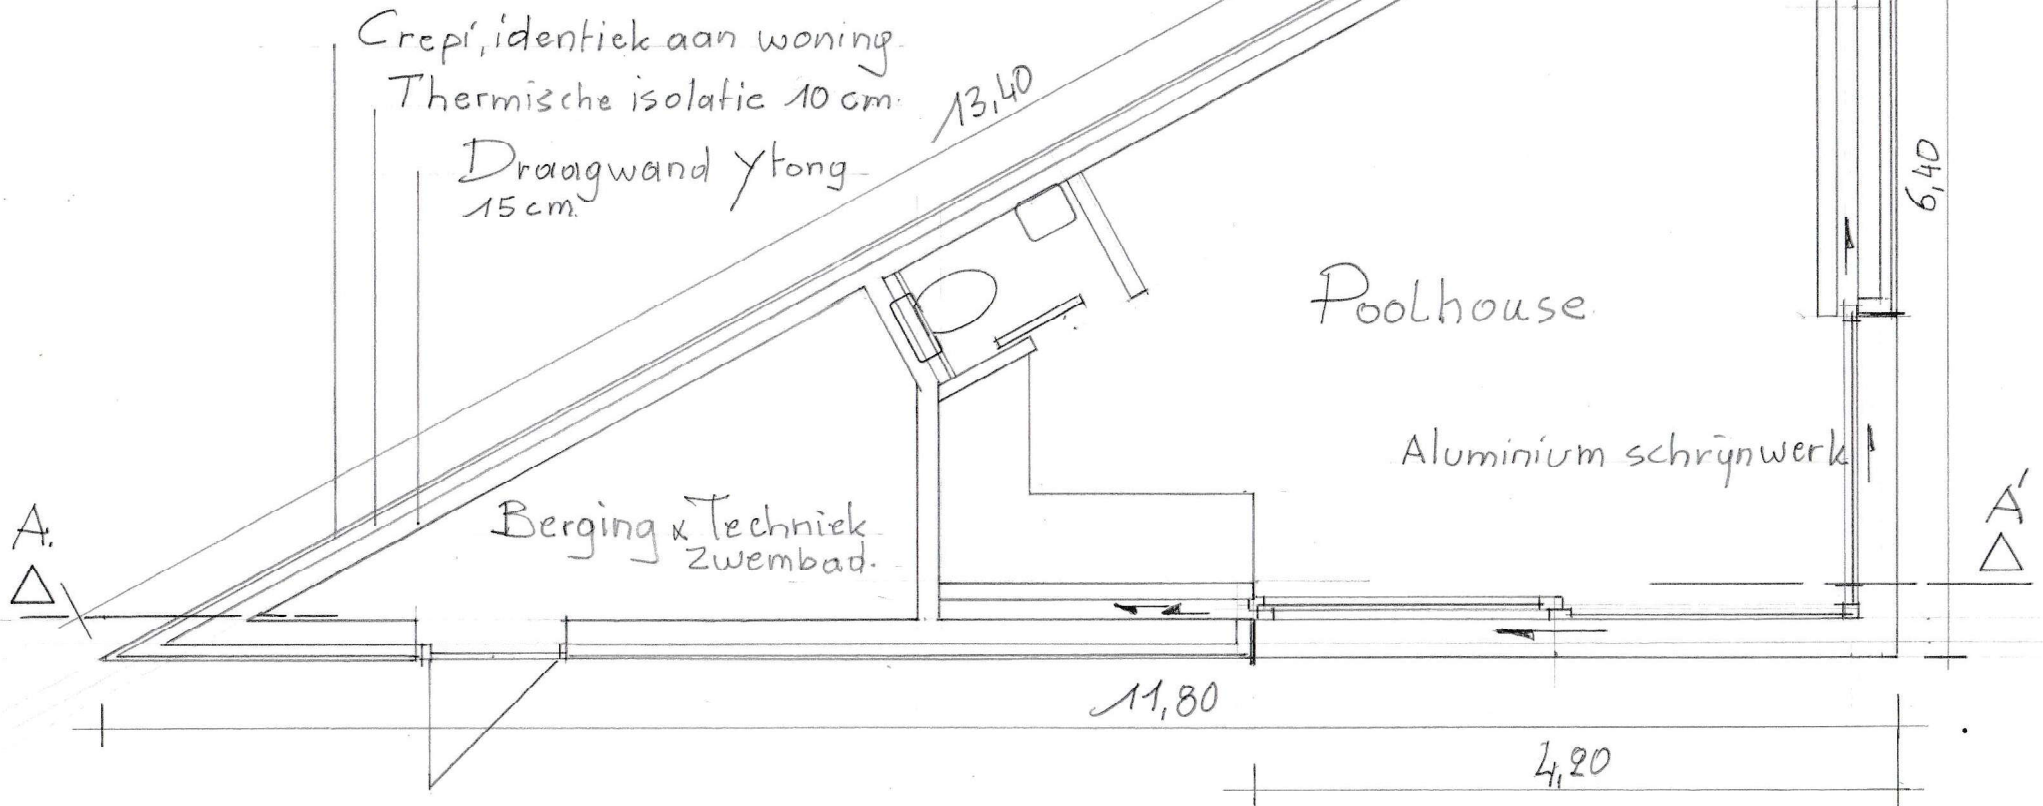 Crepi, identiek aan woning
Thermische isolatie 10 cm.
Draagwand Ytong
15 cm.
13,40
6,40
Poolhouse
Aluminium schrijnwerk
A.
A'
Berging & Techniek
zwembad.
11,80
4,20